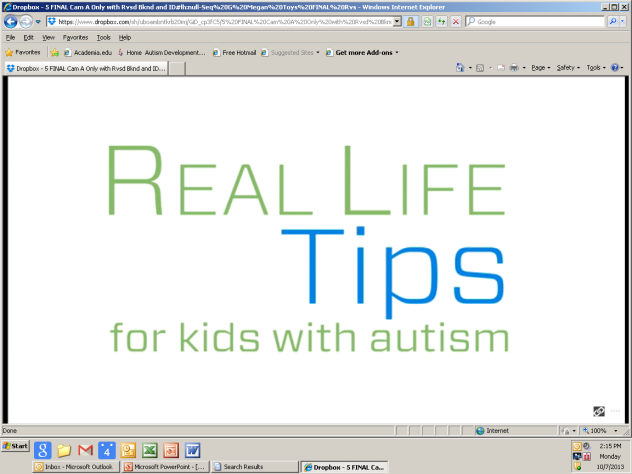 Dropbox - 5 FINAL Cam A Only with Rvsd Bknd and ID#lhznull-Seq%20G%20Megan%20Toys%20FINAL%20Rvs - Windows Internet Explorer
Google
Favorites
Academia.edu
Home Autism Development...
Free Hotmail
Suggested Sites
Get more Add-ons
File Edit View Favorites Tools Help
Dropbox - 5 FINAL Cam A Only with Rvsd Bknd and ID...
Page Safety Tools
REAL LIFE
Tips
for kids with autism
Done
Internet
100%
Start
2:15 PM
Monday
10/7/2013
Inbox - Microsoft Outlook
Microsoft PowerPoint - [...
Search Results
Dropbox - 5 FINAL Ca...